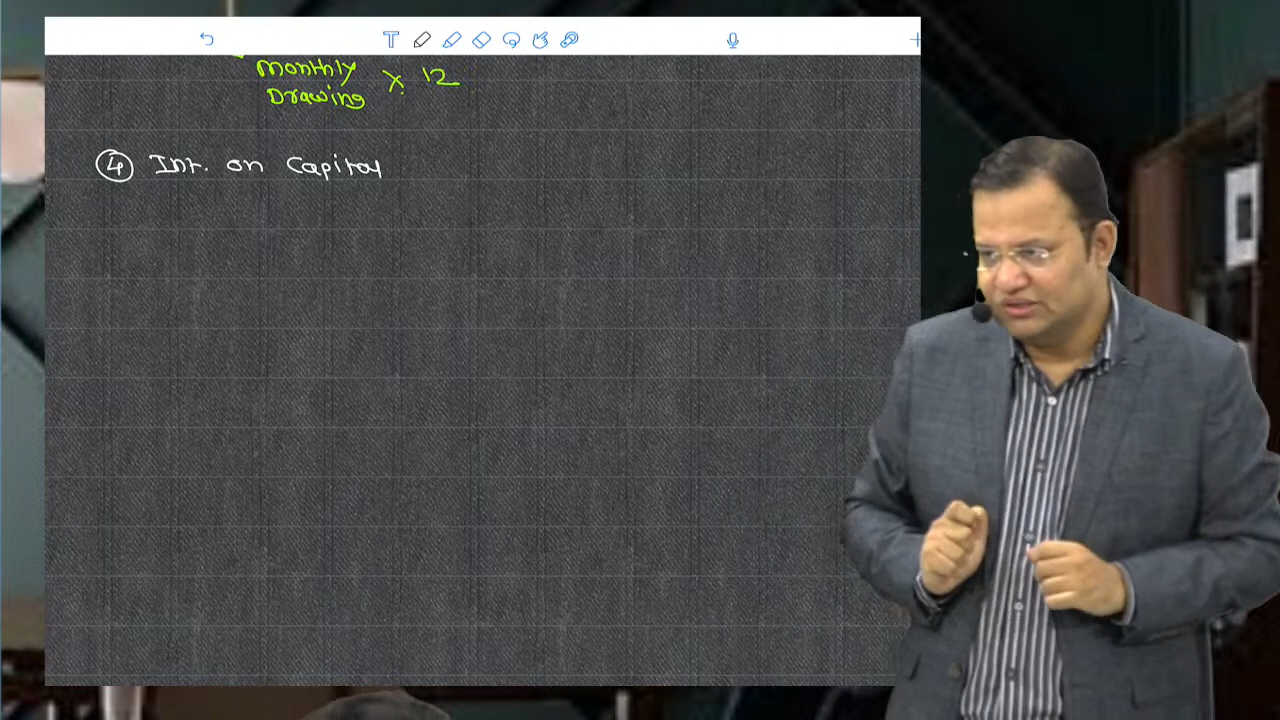 Monthly
Drawing × 12
④ Int. on Capital